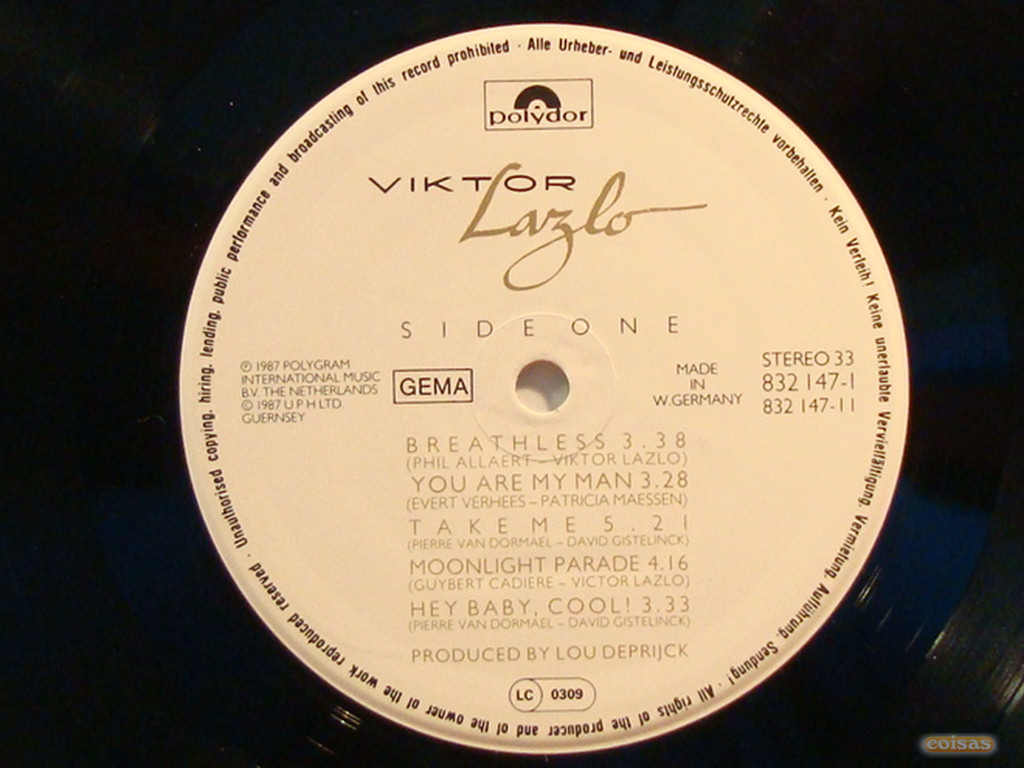 Unauthorised copying, hiring, lending, public performance and broadcasting of this record prohibited · Alle Urheber- und Leistungsschutzrechte vorbehalten · Kein Verleih! Keine unerlaubte Vervielfältigung, Vermietung, Aufführung, Sendung! · All rights of the producer and of the owner of the work reproduced reserved ·
polydor
VIKTOR
Lazlo
SIDE ONE
℗ 1987 POLYGRAM
INTERNATIONAL MUSIC
B.V. THE NETHERLANDS
© 1987 U P H LTD.
GUERNSEY
GEMA
MADE
IN
W.GERMANY
STEREO 33
832 147-1
832 147-11
BREATHLESS 3.38
(PHIL ALLAERT – VIKTOR LAZLO)
YOU ARE MY MAN 3.28
(EVERT VERHEES – PATRICIA MAESSEN)
TAKE ME 5.21
(PIERRE VAN DORMAEL – DAVID GISTELINCK)
MOONLIGHT PARADE 4.16
(GUYBERT CADIERE – VICTOR LAZLO)
HEY BABY, COOL! 3.33
(PIERRE VAN DORMAEL – DAVID GISTELINCK)
PRODUCED BY LOU DEPRIJCK
LC 0309
coisas